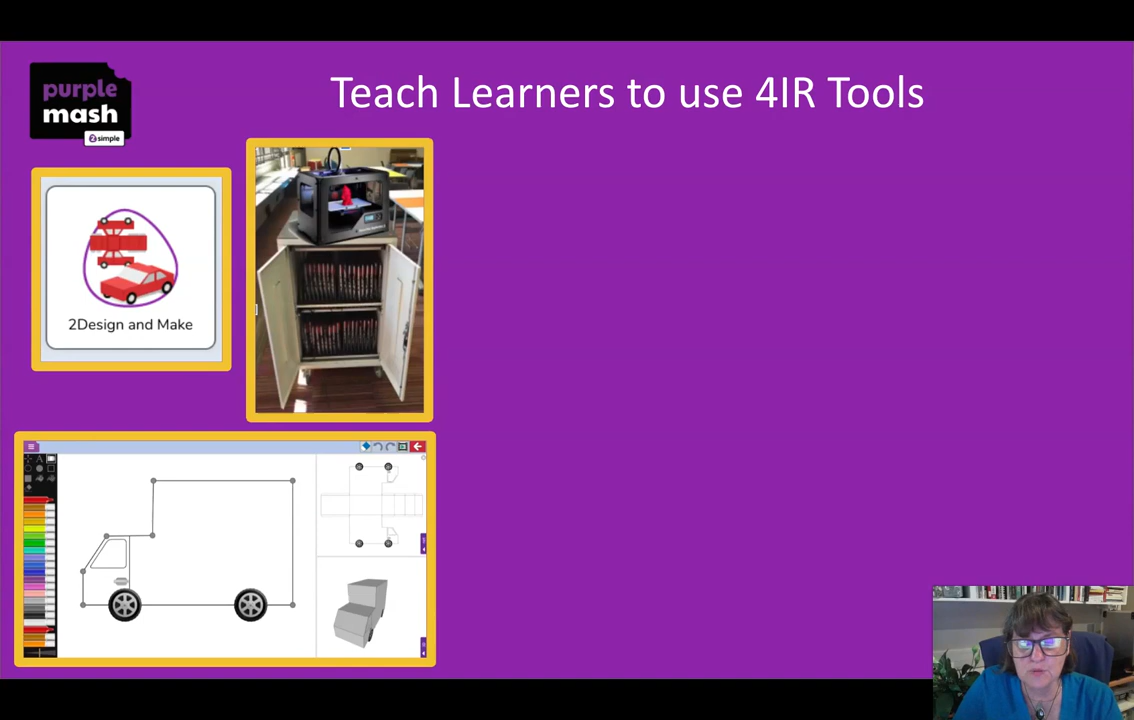 purple
mash
2simple
Teach Learners to use 4IR Tools
2Design and Make